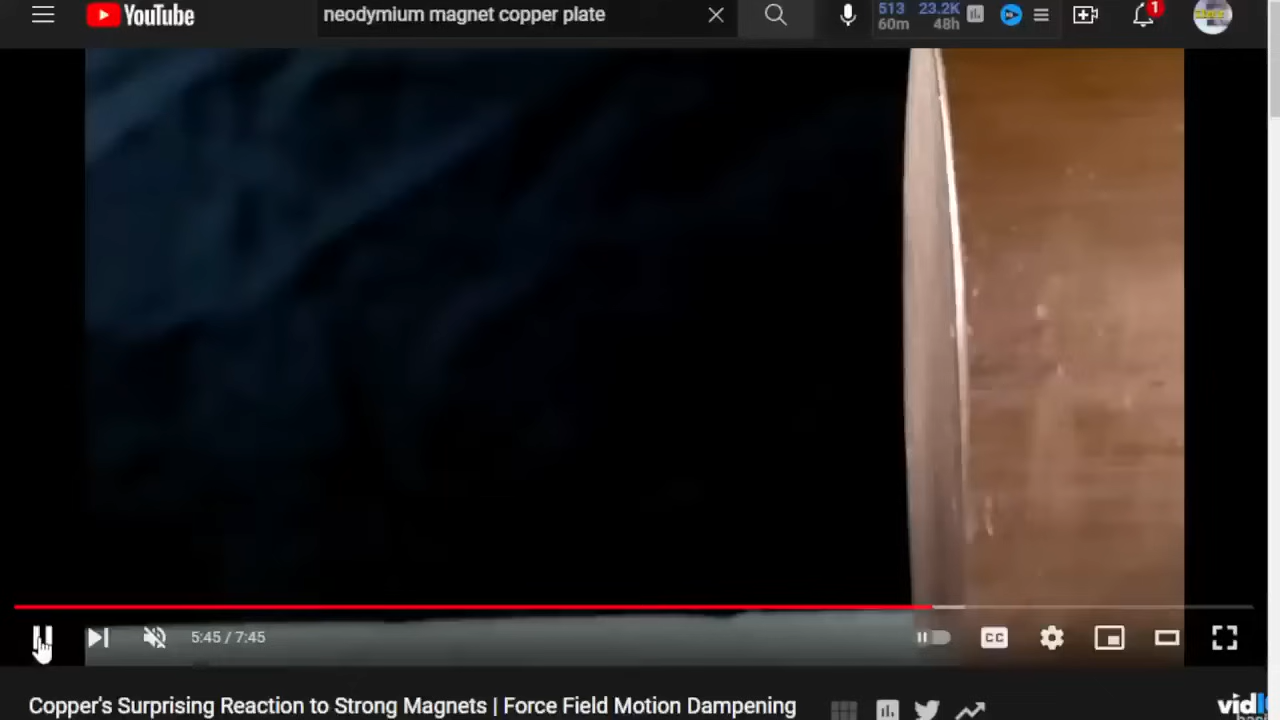 YouTube
neodymium magnet copper plate
513 23.2K
60m 48h
1
5:45 / 7:45
CC
Copper's Surprising Reaction to Strong Magnets | Force Field Motion Dampening